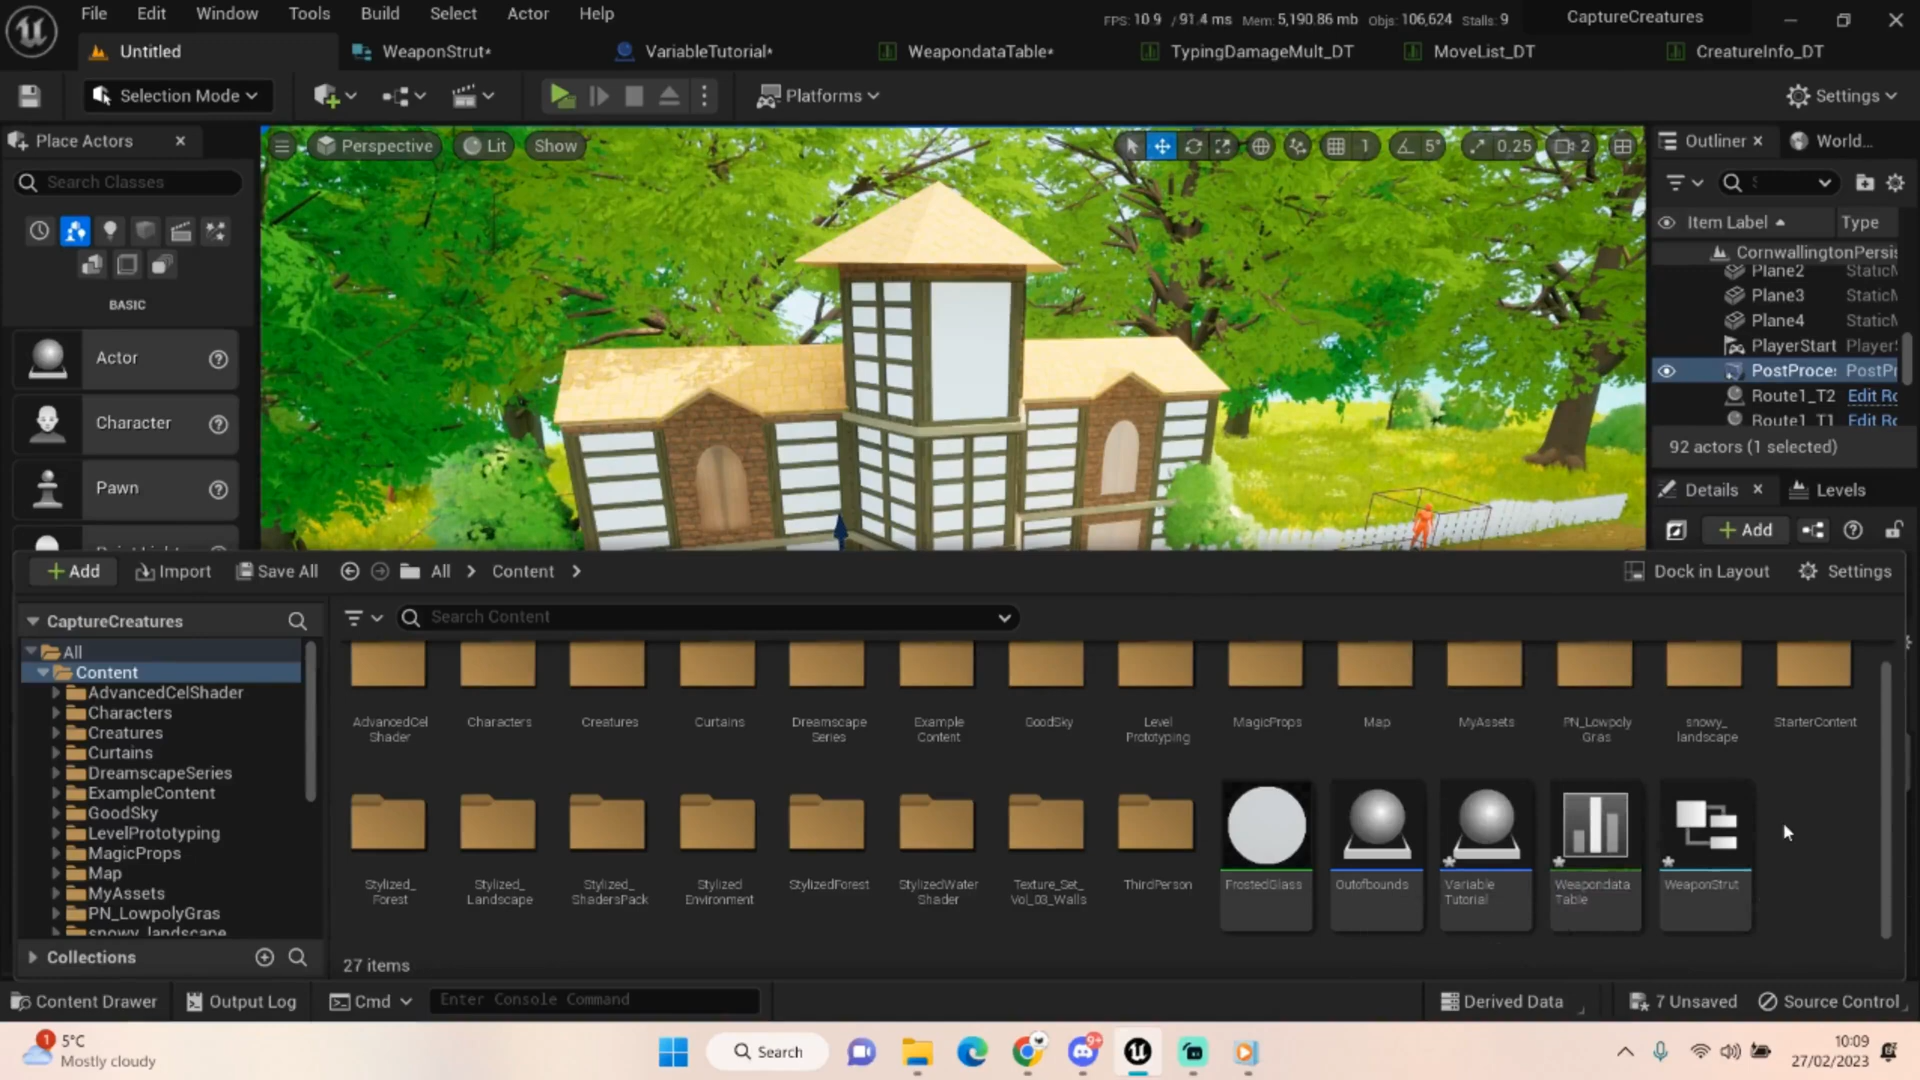 File Edit Window Tools Build Select Actor Help
FPS: 10.9 / 91.4 ms Mem: 5,190.86 mb Objs: 106,624 Stalls: 9
CaptureCreatures
Untitled
WeaponStrut*
VariableTutorial*
WeapondataTable*
TypingDamageMult_DT
MoveList_DT
CreatureInfo_DT
Selection Mode
Platforms
Settings
Place Actors
Search Classes
BASIC
Actor
Character
Pawn
Perspective
Lit
Show
1
5°
0.25
2
Outliner
World...
Item Label
Type
CornwallingtonPersis
Plane2 StaticM
Plane3 StaticM
Plane4 StaticM
PlayerStart Player
PostProce: PostPr
Route1_T2 Edit Ro
Route1_T1 Edit Ro
92 actors (1 selected)
Details
Levels
Add
Add
Import
Save All
All
Content
Dock in Layout
Settings
CaptureCreatures
Search Content
All
Content
AdvancedCelShader
Characters
Creatures
Curtains
DreamscapeSeries
ExampleContent
GoodSky
LevelPrototyping
MagicProps
Map
MyAssets
PN_LowpolyGras
snowy_landscape
Collections
AdvancedCel
Shader
Characters
Creatures
Curtains
Dreamscape
Series
Example
Content
GoodSky
Level
Prototyping
MagicProps
Map
MyAssets
PN_Lowpoly
Gras
snowy_
landscape
StarterContent
Stylized_
Forest
Stylized_
Landscape
Stylized_
ShadersPack
Stylized
Environment
StylizedForest
StylizedWater
Shader
Texture_Set_
Vol_03_Walls
ThirdPerson
FrostedGlass
Outofbounds
Variable
Tutorial
Weapondata
Table
WeaponStrut
27 items
Content Drawer
Output Log
Cmd
Enter Console Command
Derived Data
7 Unsaved
Source Control
1
5°C
Mostly cloudy
Search
9+
10:09
27/02/2023